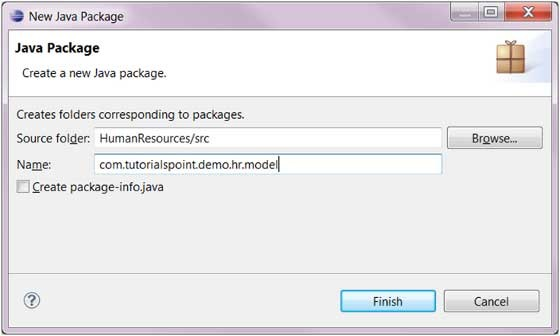 New Java Package
Java Package
Create a new Java package.
Creates folders corresponding to packages.
Source folder: HumanResources/src Browse...
Name: com.tutorialspoint.demo.hr.model
Create package-info.java
? Finish Cancel